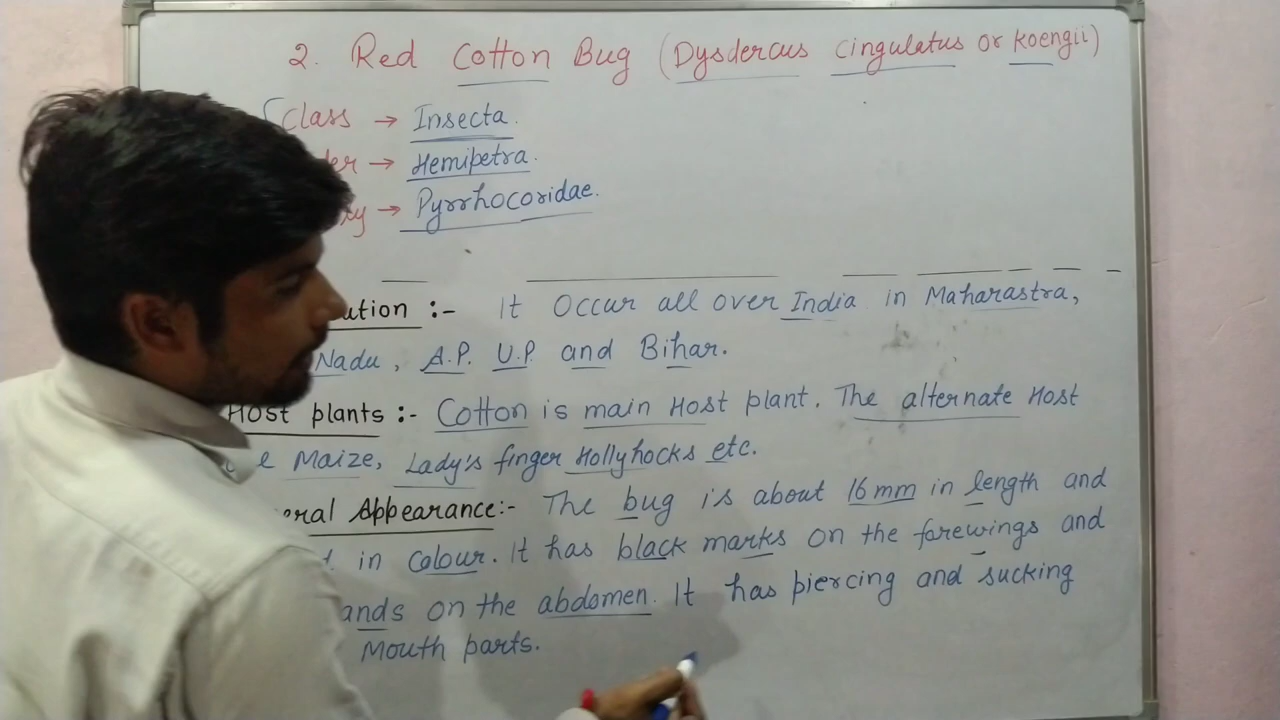 2. Red Cotton Bug (Dysdercus cingulatus or koengii)
Class → Insecta.
→ Hemipetra.
→ Pyrrhocoridae.
:- It Occur all over India in Maharastra,
Nadu, A.P. U.P. and Bihar.
Host plants :- Cotton is main Host plant. The alternate Host
Maize, Lady's finger Hollyhocks etc.
Appearance:- The bug is about 16 mm in length and
in colour. It has black marks on the forewings and
on the abdomen. It has piercing and sucking
Mouth parts.